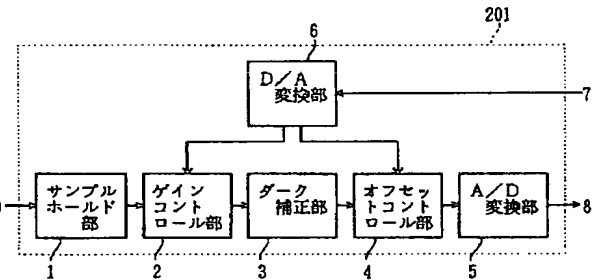 201
6
D/A
変換部
7
サンプル
ホールド
部
ゲイン
コント
ロール部
ダーク
補正部
オフセッ
トコント
ロール部
A/D
変換部
8
1
2
3
4
5